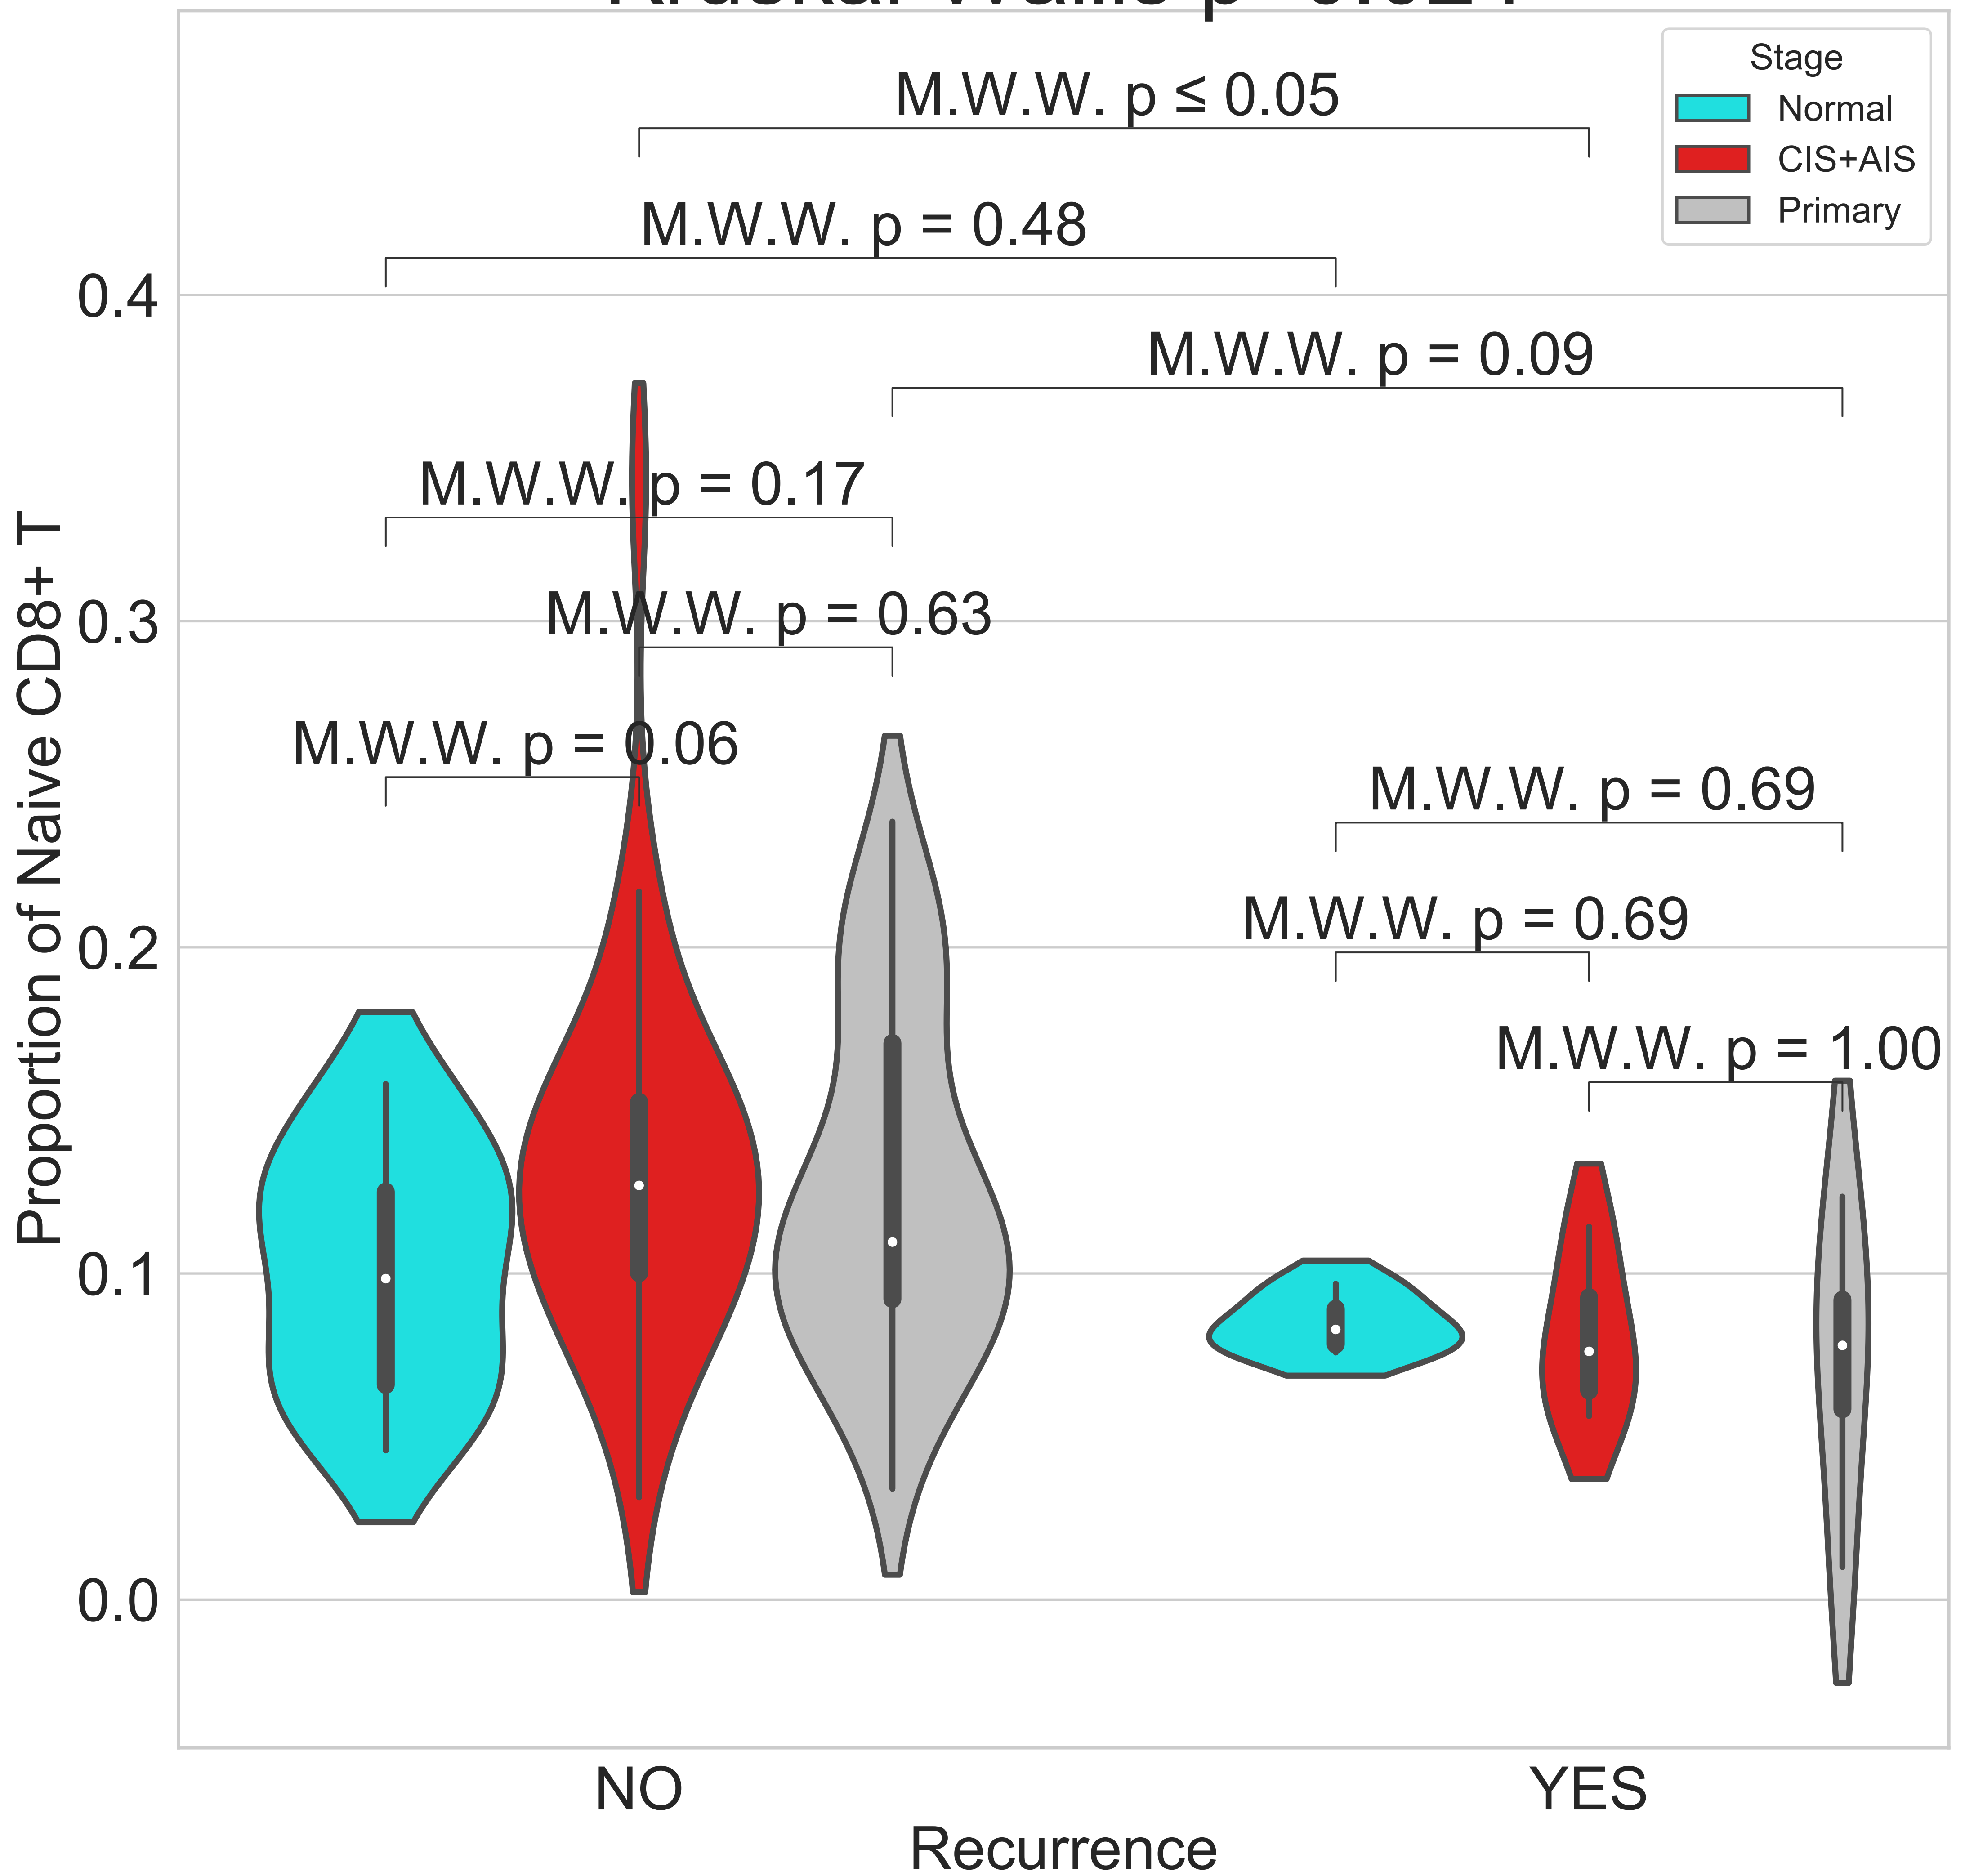 Stage
Normal
CIS+AIS
Primary
M.W.W. p ≤ 0.05
M.W.W. p = 0.48
M.W.W. p = 0.09
M.W.W. p = 0.17
M.W.W. p = 0.63
M.W.W. p = 0.06
M.W.W. p = 0.69
M.W.W. p = 0.69
M.W.W. p = 1.00
Proportion of Naive CD8+ T
0.4
0.3
0.2
0.1
0.0
NO
YES
Recurrence